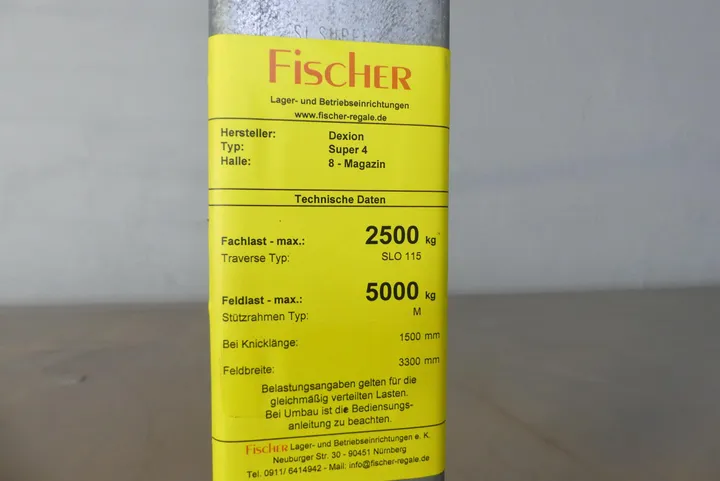 SUPER
FiSCHER
Lager- und Betriebseinrichtungen
www.fischer-regale.de
Hersteller: Dexion
Typ: Super 4
Halle: 8 - Magazin
Technische Daten
Fachlast - max.: 2500 kg
Traverse Typ: SLO 115
Feldlast - max.: 5000 kg
Stützrahmen Typ: M
Bei Knicklänge: 1500 mm
Feldbreite: 3300 mm
Belastungsangaben gelten für die
gleichmäßig verteilten Lasten.
Bei Umbau ist die Bediensungs-
anleitung zu beachten.
FiSCHER Lager- und Betriebseinrichtungen e. K.
Neuburger Str. 30 - 90451 Nürnberg
Tel. 0911/ 6414942 - Mail: info@fischer-regale.de